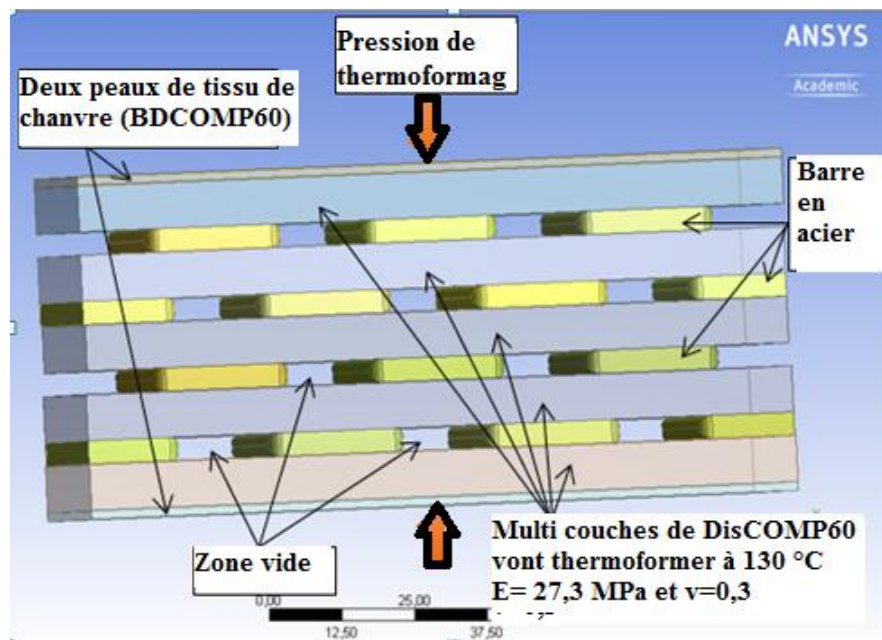 Pression de
thermoformag
ANSYS
Academic
Deux peaux de tissu de
chanvre (BDCOMP60)
Barre
en
acier
Zone vide
Multi couches de DisCOMP60
vont thermoformer à 130 °C
E= 27,3 MPa et v=0,3
0,00
25,00
12,50
37,50